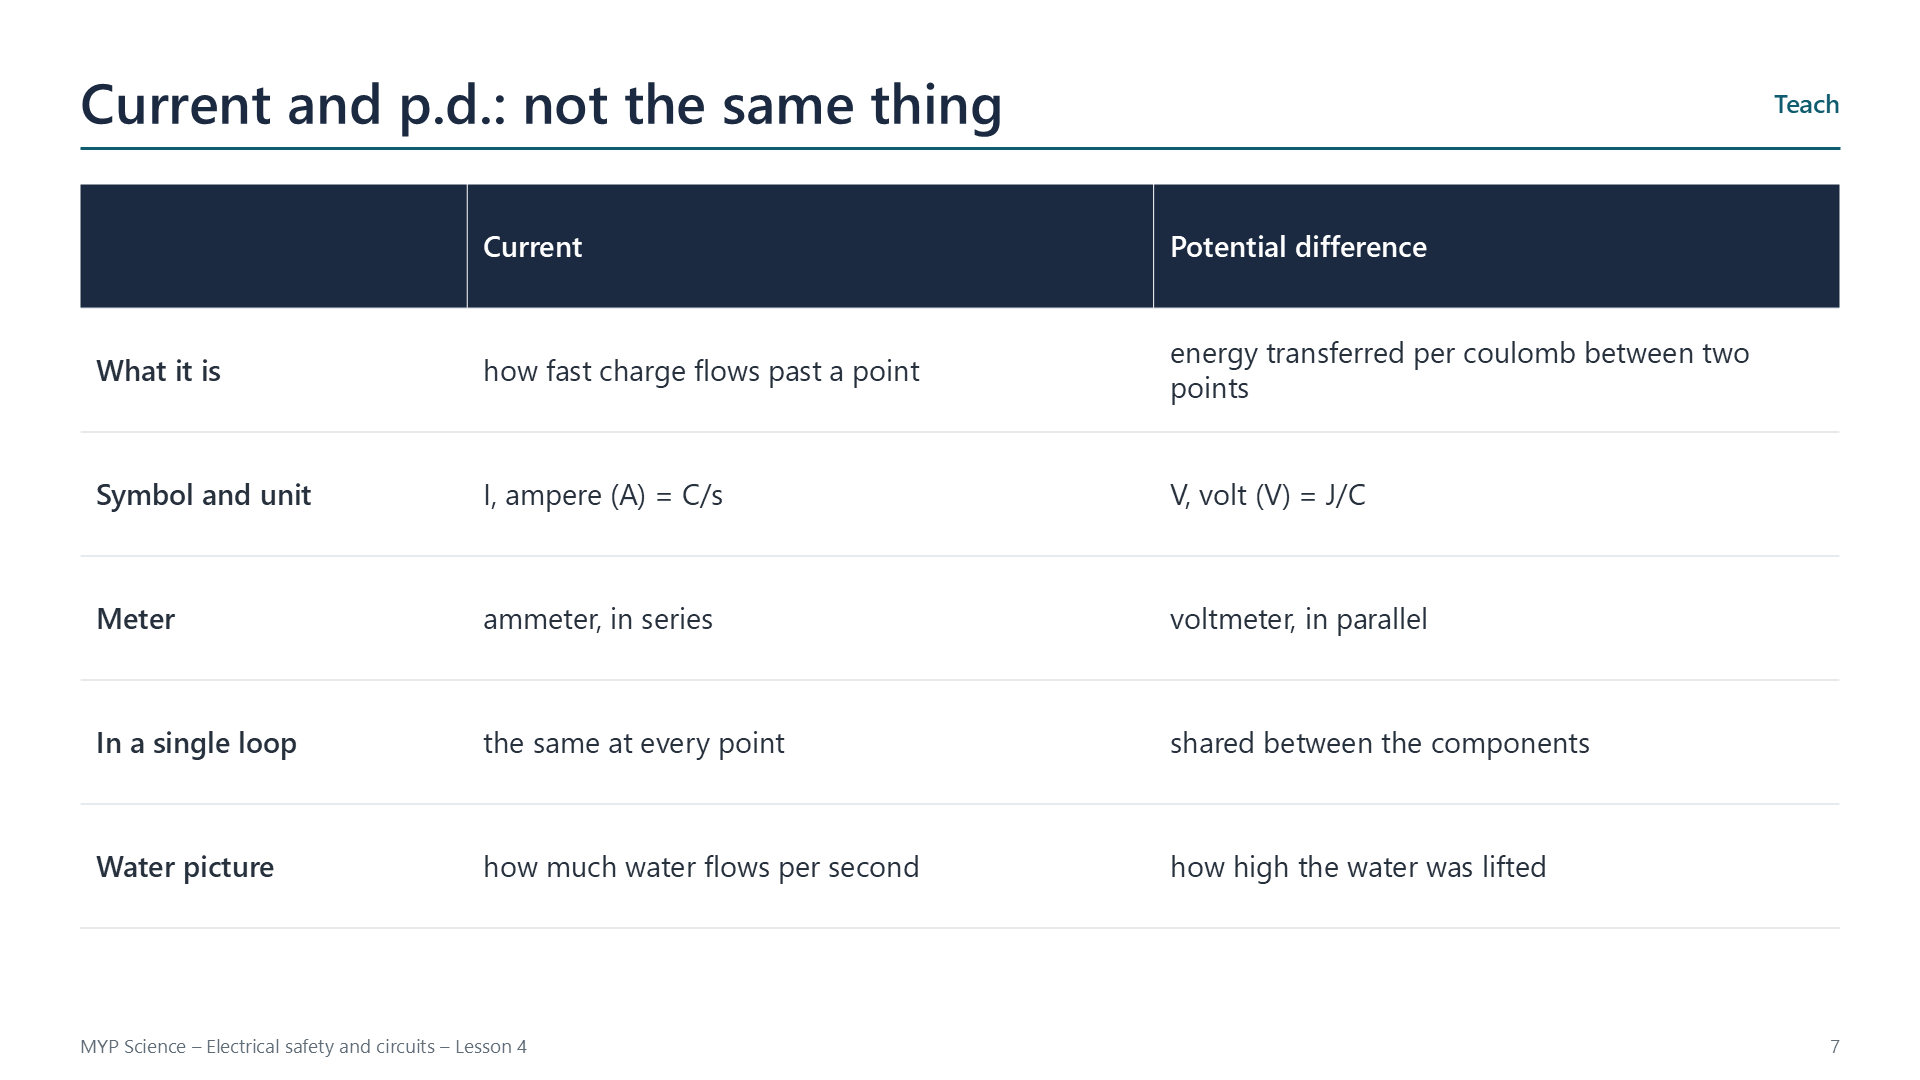 Current and p.d.: not the same thing
Teach
Current
Potential difference
What it is
how fast charge flows past a point
energy transferred per coulomb between two
points
Symbol and unit
I, ampere (A) = C/s
V, volt (V) = J/C
Meter
ammeter, in series
voltmeter, in parallel
In a single loop
the same at every point
shared between the components
Water picture
how much water flows per second
how high the water was lifted
MYP Science – Electrical safety and circuits – Lesson 4
7